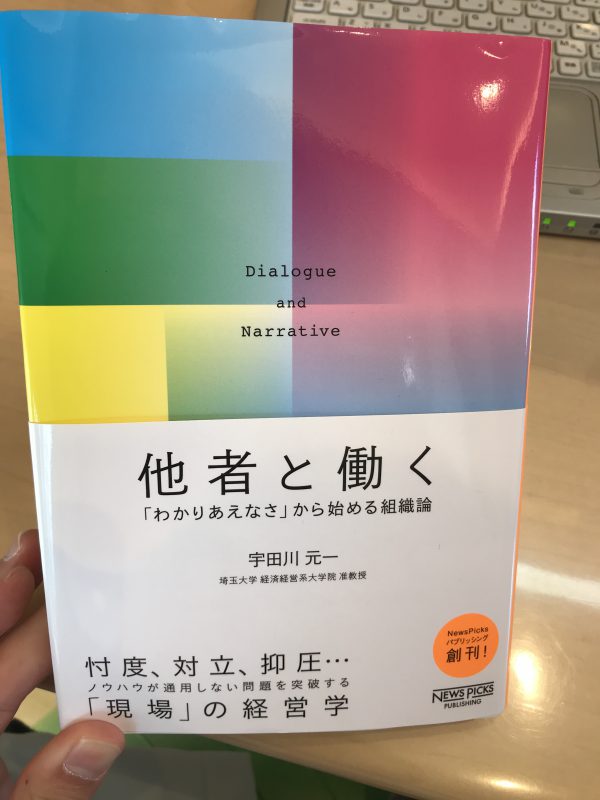 Dialogue
and
Narrative
他者と働く
「わかりあえなさ」から始める組織論
宇田川 元一
埼玉大学 経済経営系大学院 准教授
NewsPicks
パブリッシング
創刊！
忖度、対立、抑圧…
ノウハウが通用しない問題を突破する
「現場」の経営学
NEWS PICKS
PUBLISHING